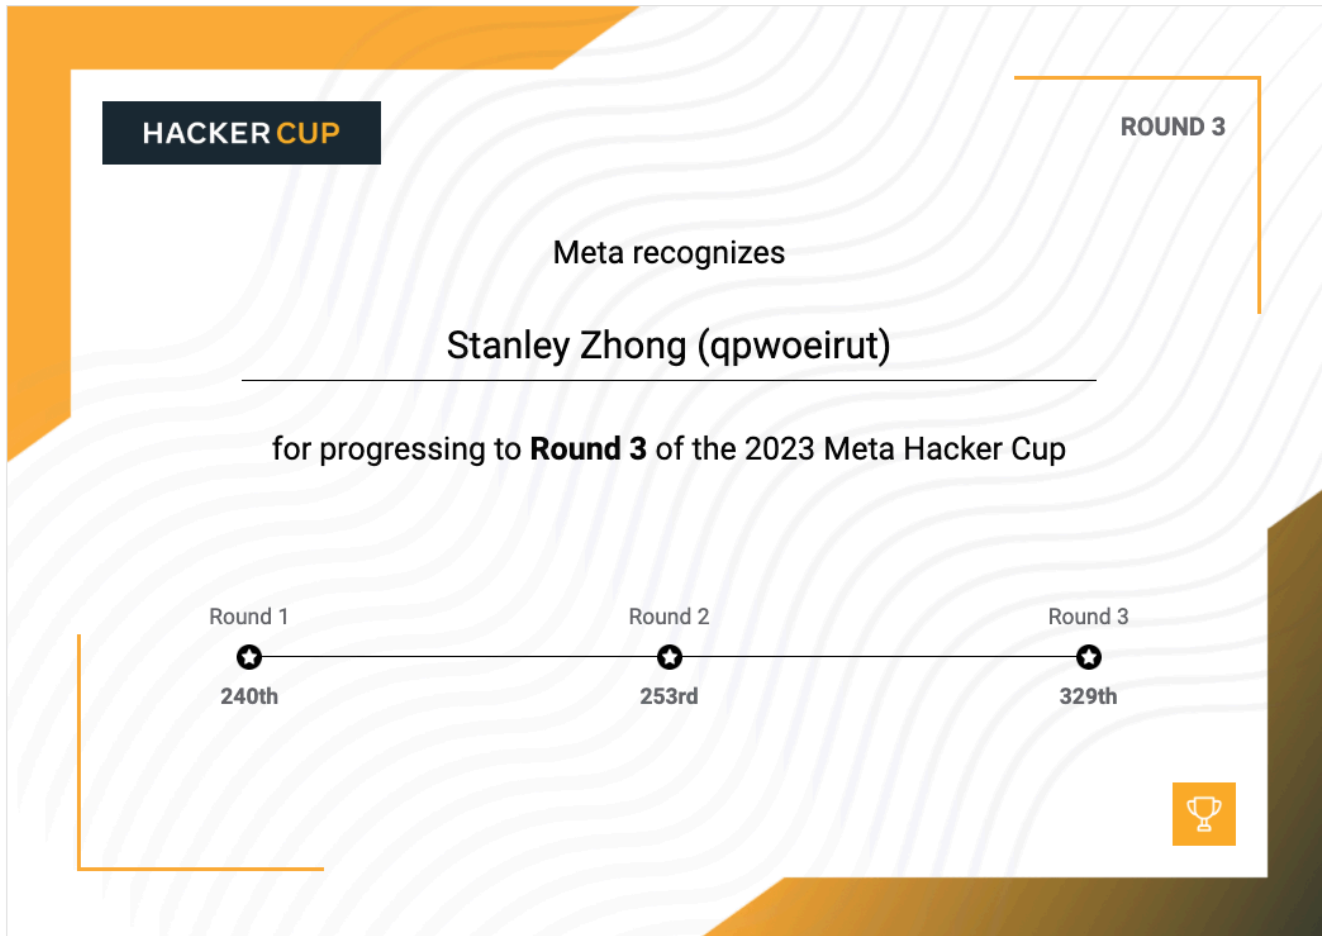 HACKER CUP
ROUND 3
Meta recognizes
Stanley Zhong (qpwoeirut)
for progressing to Round 3 of the 2023 Meta Hacker Cup
Round 1
240th
Round 2
253rd
Round 3
329th